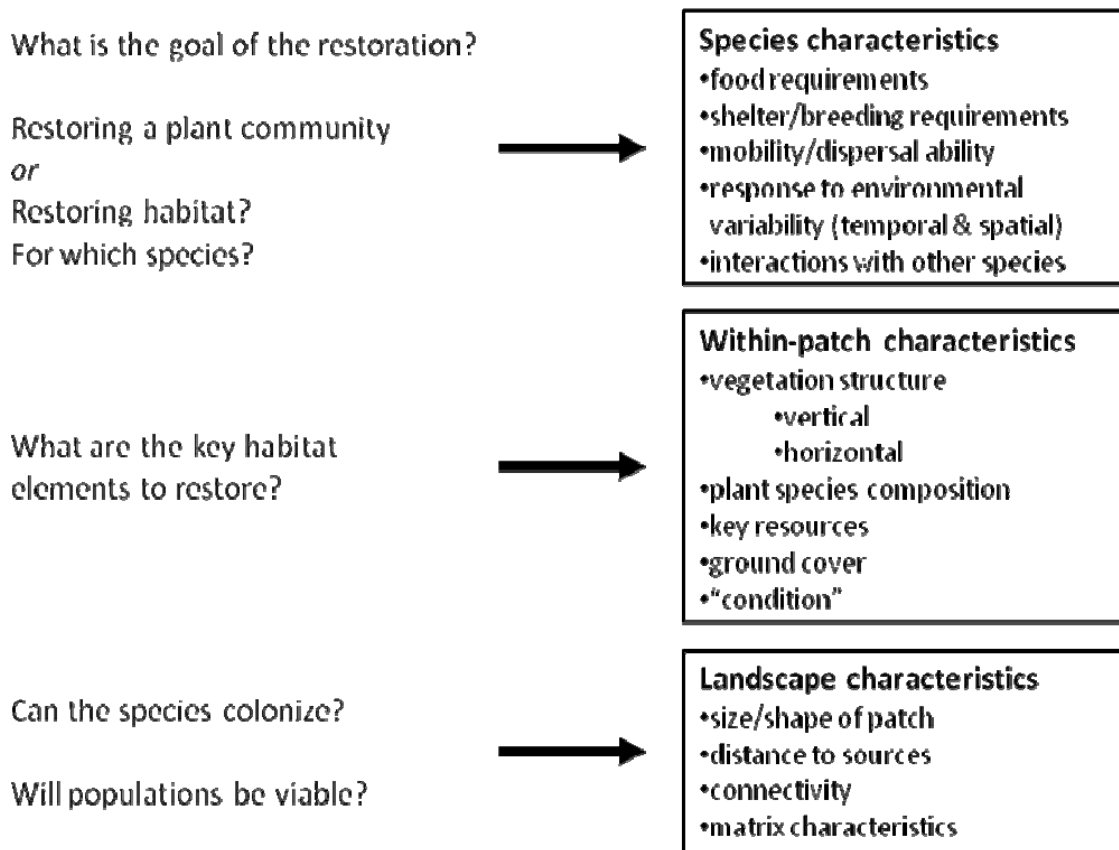 What is the goal of the restoration?
Restoring a plant community
or
Restoring habitat?
For which species?
Species characteristics
•food requirements
•shelter/breeding requirements
•mobility/dispersal ability
•response to environmental
variability (temporal & spatial)
•interactions with other species
What are the key habitat
elements to restore?
Within-patch characteristics
•vegetation structure
•vertical
•horizontal
•plant species composition
•key resources
•ground cover
•"condition"
Can the species colonize?
Will populations be viable?
Landscape characteristics
•size/shape of patch
•distance to sources
•connectivity
•matrix characteristics